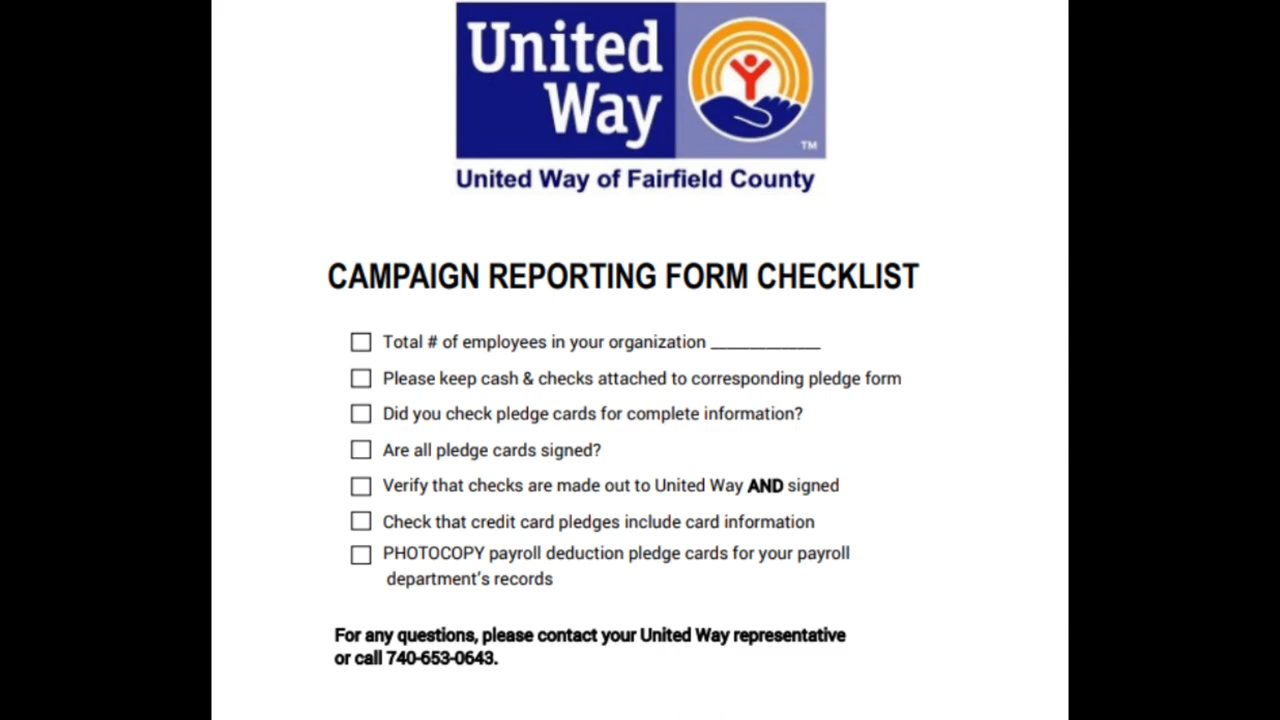 United
Way
TM
United Way of Fairfield County
CAMPAIGN REPORTING FORM CHECKLIST
Total # of employees in your organization ____________
Please keep cash & checks attached to corresponding pledge form
Did you check pledge cards for complete information?
Are all pledge cards signed?
Verify that checks are made out to United Way AND signed
Check that credit card pledges include card information
PHOTOCOPY payroll deduction pledge cards for your payroll
department's records
For any questions, please contact your United Way representative
or call 740-653-0643.